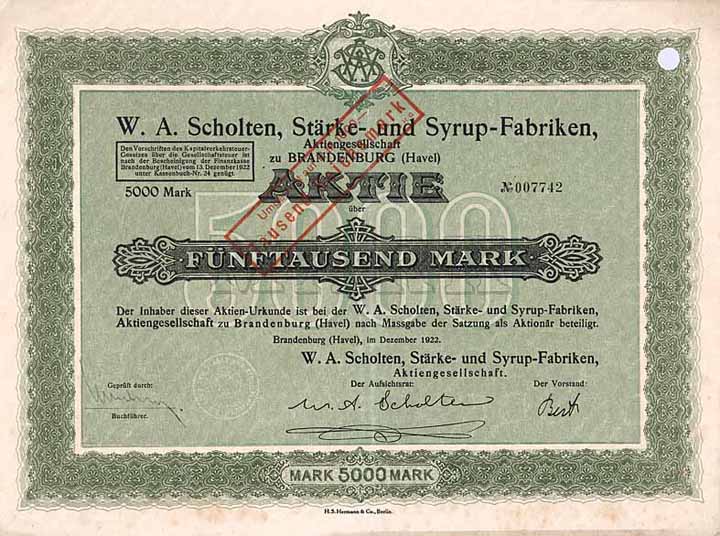 W. A. Scholten, Stärke- und Syrup-Fabriken,
Aktiengesellschaft
zu BRANDENBURG (Havel)
Den Vorschriften des Kapitalverkehrsteuer-
Gesetzes über die Gesellschaftsteuer ist
nach der Bescheinigung der Finanzkasse
Brandenburg (Havel) vom 13. Dezember 1922
unter Kassenbuch-Nr. 24 genügt.
AKTIE
5000 Mark
№ 007742
über
5000
FÜNFTAUSEND MARK
Der Inhaber dieser Aktien-Urkunde ist bei der W. A. Scholten, Stärke- und Syrup-Fabriken,
Aktiengesellschaft zu Brandenburg (Havel) nach Massgabe der Satzung als Aktionär beteiligt.
Brandenburg (Havel), im Dezember 1922.
W. A. Scholten, Stärke- und Syrup-Fabriken,
Aktiengesellschaft.
Geprüft durch:
Der Aufsichtsrat:
Der Vorstand:
W. A. Scholten
Buchführer.
MARK 5000 MARK
H. S. Hermann & Co., Berlin.